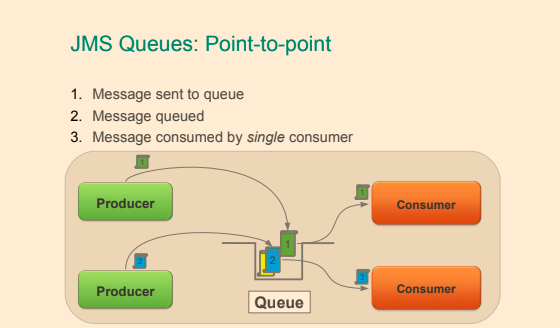 JMS Queues: Point-to-point
1. Message sent to queue
2. Message queued
3. Message consumed by single consumer
1
Producer
1
Consumer
1
2
2
Producer
2
Consumer
Queue